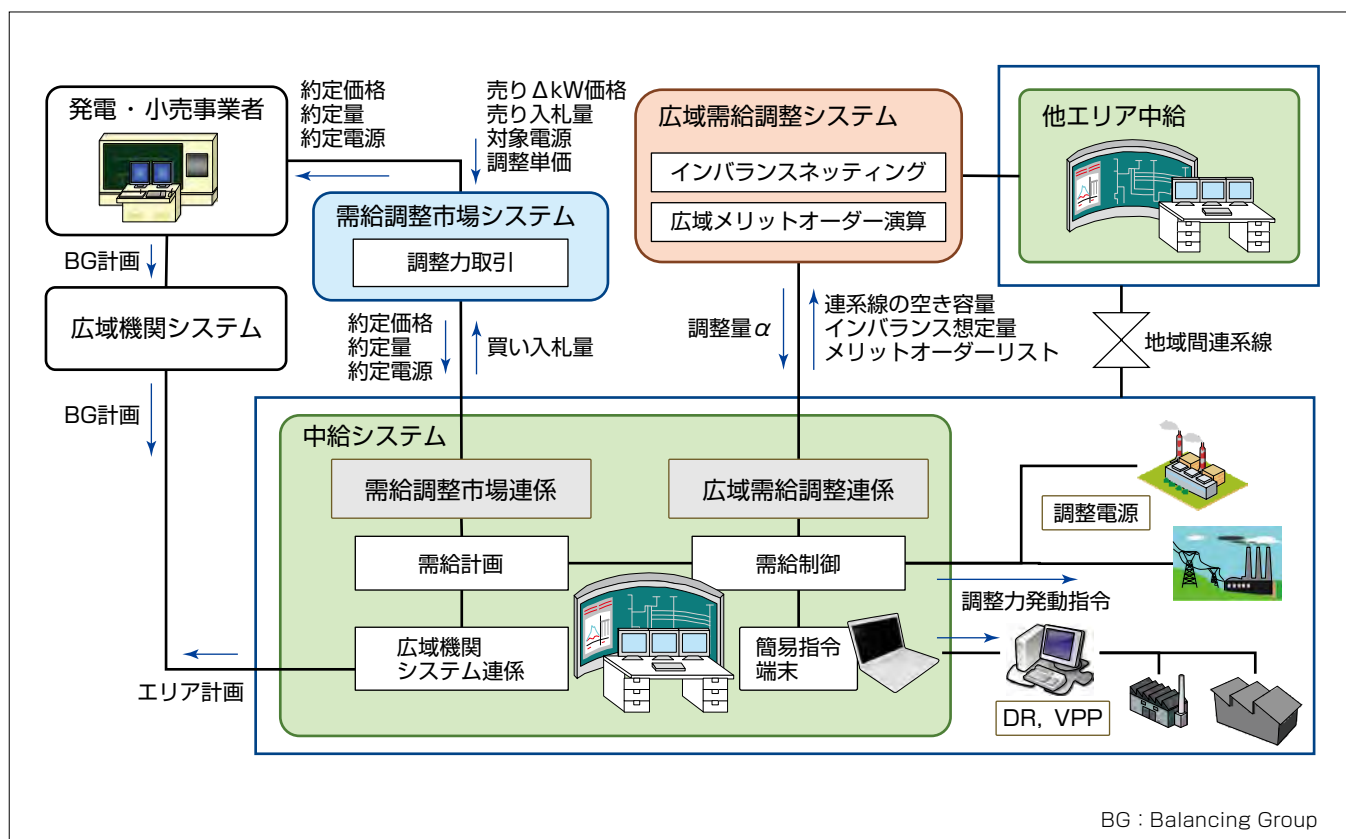 発電・小売事業者
約定価格
約定量
約定電源
売りΔkW価格
売り入札量
対象電源
調整単価
広域需給調整システム
インバランスネッティング
広域メリットオーダー演算
他エリア中給
需給調整市場システム
調整力取引
BG計画
広域機関システム
約定価格
約定量
約定電源
買い入札量
調整量α
連系線の空き容量
インバランス想定量
メリットオーダーリスト
地域間連系線
BG計画
中給システム
需給調整市場連係
広域需給調整連係
調整電源
需給計画
需給制御
調整力発動指令
広域機関
システム連係
簡易指令
端末
エリア計画
DR，VPP
BG：Balancing Group